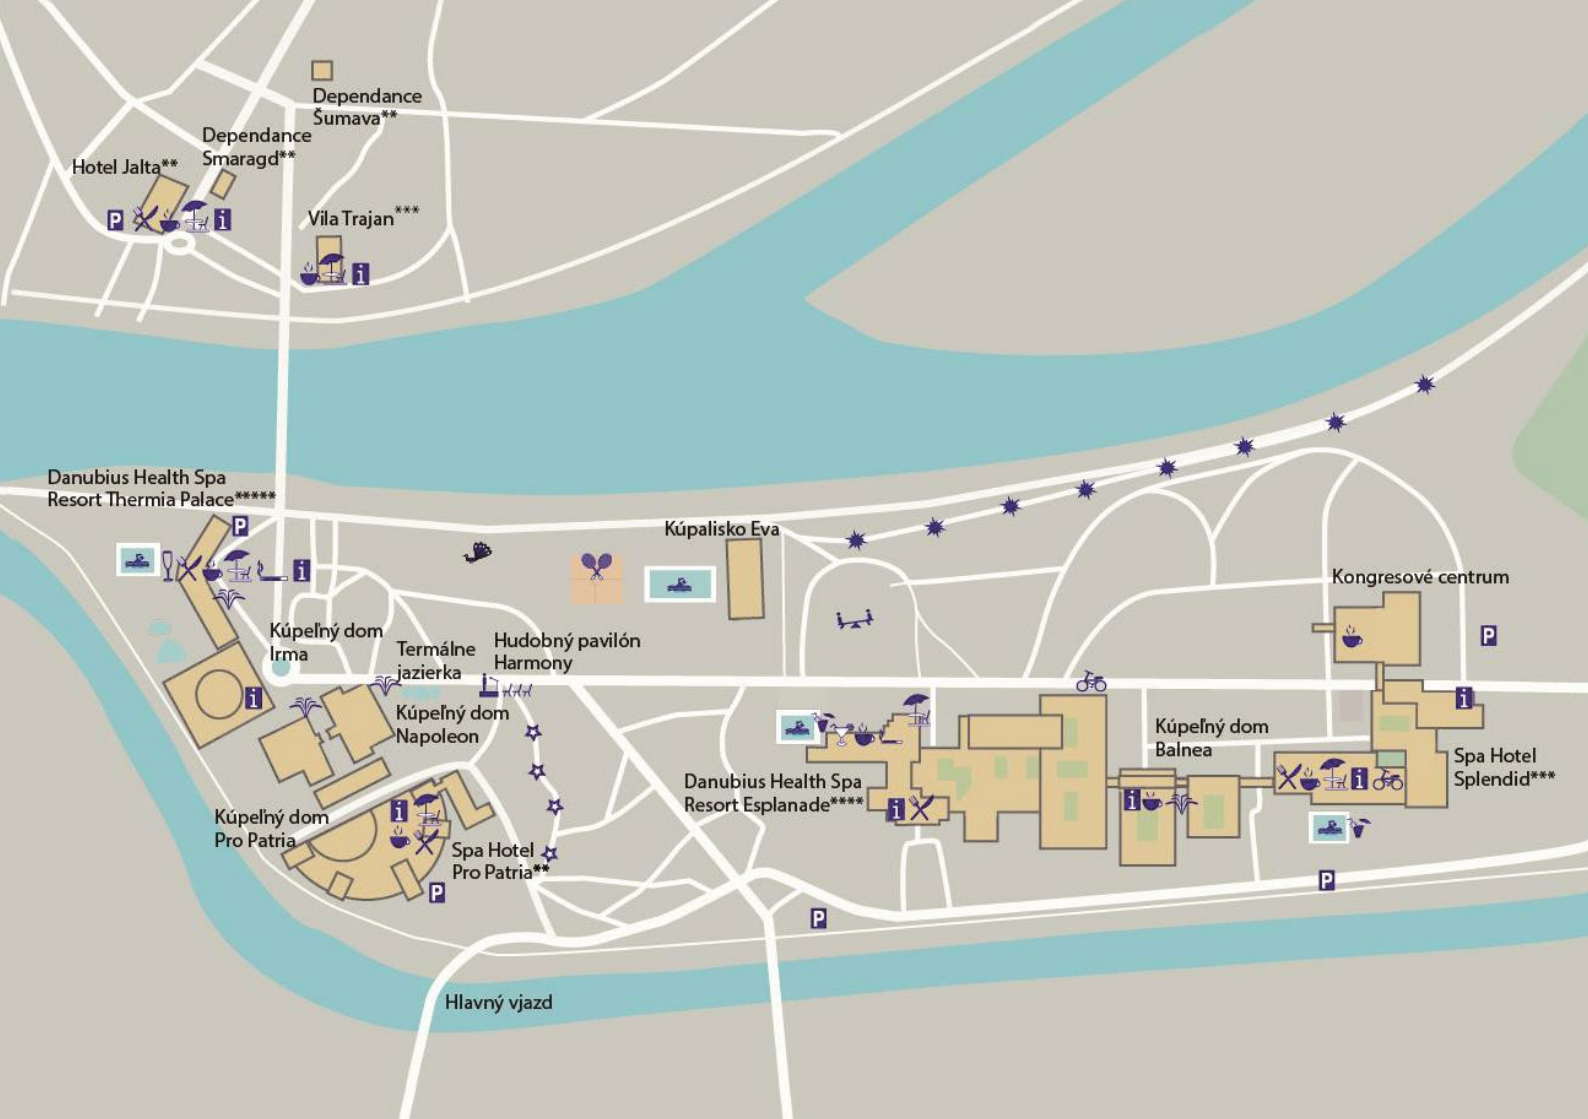 Dependance
Šumava**
Dependance
Smaragd**
Hotel Jalta**
P
i
Vila Trajan***
i
Danubius Health Spa
Resort Thermia Palace*****
P
i
Kúpalisko Eva
Kongresové centrum
P
Kúpeľný dom
Irma
i
Termálne
jazierka
Hudobný pavilón
Harmony
Kúpeľný dom
Napoleon
i
Kúpeľný dom
Balnea
Spa Hotel
Splendid***
i
Danubius Health Spa
Resort Esplanade****
i
i
Kúpeľný dom
Pro Patria
i
Spa Hotel
Pro Patria**
P
P
P
Hlavný vjazd